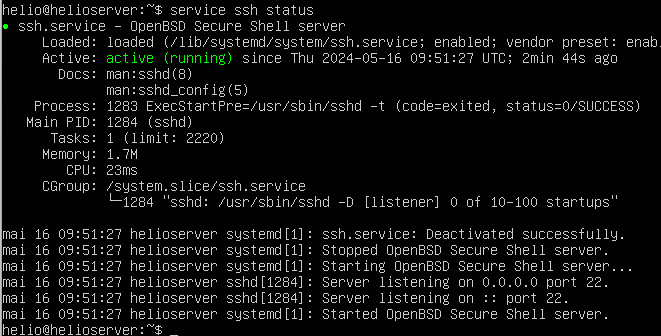 helio@helioserver:~$ service ssh status
● ssh.service - OpenBSD Secure Shell server
     Loaded: loaded (/lib/systemd/system/ssh.service; enabled; vendor preset: enab
     Active: active (running) since Thu 2024-05-16 09:51:27 UTC; 2min 44s ago
       Docs: man:sshd(8)
             man:sshd_config(5)
    Process: 1283 ExecStartPre=/usr/sbin/sshd -t (code=exited, status=0/SUCCESS)
   Main PID: 1284 (sshd)
      Tasks: 1 (limit: 2220)
     Memory: 1.7M
        CPU: 23ms
     CGroup: /system.slice/ssh.service
             └─1284 "sshd: /usr/sbin/sshd -D [listener] 0 of 10-100 startups"

mai 16 09:51:27 helioserver systemd[1]: ssh.service: Deactivated successfully.
mai 16 09:51:27 helioserver systemd[1]: Stopped OpenBSD Secure Shell server.
mai 16 09:51:27 helioserver systemd[1]: Starting OpenBSD Secure Shell server...
mai 16 09:51:27 helioserver sshd[1284]: Server listening on 0.0.0.0 port 22.
mai 16 09:51:27 helioserver sshd[1284]: Server listening on :: port 22.
mai 16 09:51:27 helioserver systemd[1]: Started OpenBSD Secure Shell server.
helio@helioserver:~$ _